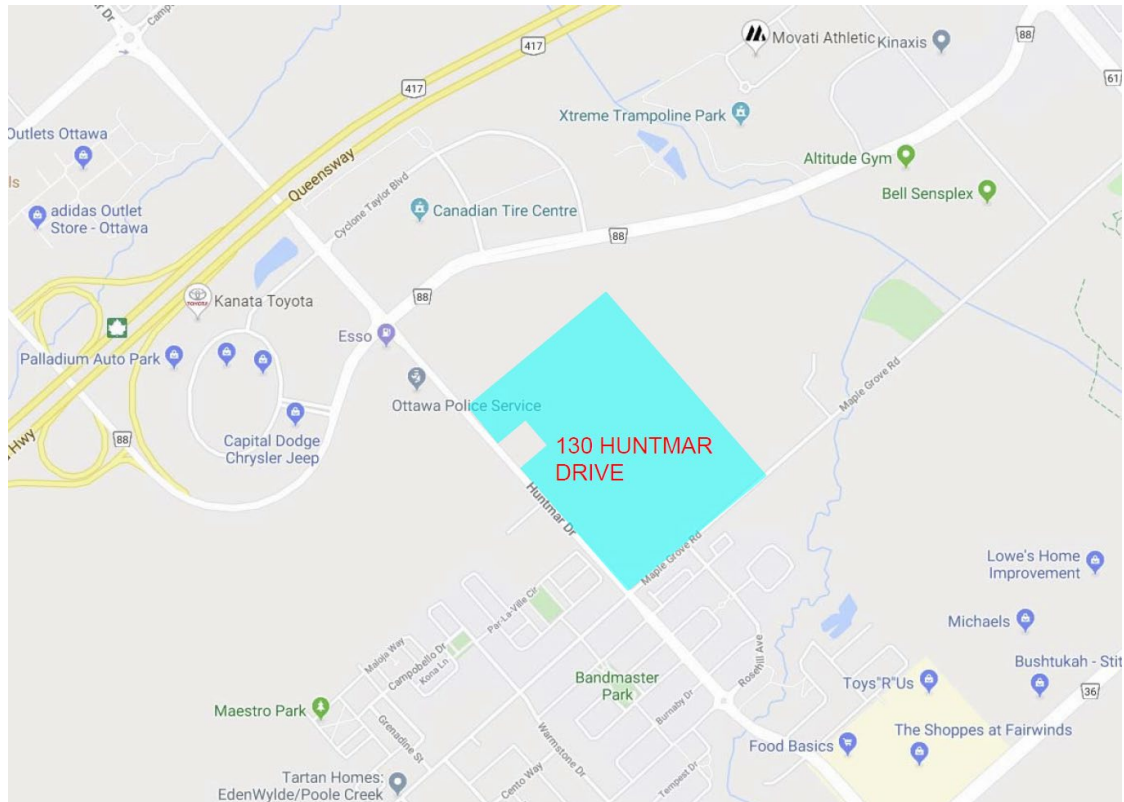 Dr
Camp
417
417
88
Movati Athletic
Kinaxis
61
Outlets Ottawa
Xtreme Trampoline Park
Queensway
Altitude Gym
Cyclone Taylor Blvd
Bell Sensplex
ls
adidas Outlet
Store - Ottawa
Canadian Tire Centre
88
TOYOTA
Kanata Toyota
88
Esso
Palladium Auto Park
Ottawa Police Service
Maple Grove Rd
Hwy
88
Capital Dodge
Chrysler Jeep
130 HUNTMAR
DRIVE
Huntmar Dr
Maple Grove Rd
Lowe's Home
Improvement
Par-La-Ville Cir
Michaels
Maloja Way
Campobello Dr
Kona Ln
Rosehill Ave
Bandmaster
Park
Bushtukah - Stit
Toys"R"Us
36
Maestro Park
Burnaby Dr
Grenadine St
Warmstone Dr
The Shoppes at Fairwinds
Food Basics
Tartan Homes:
EdenWylde/Poole Creek
Cento Way
Tempest Dr